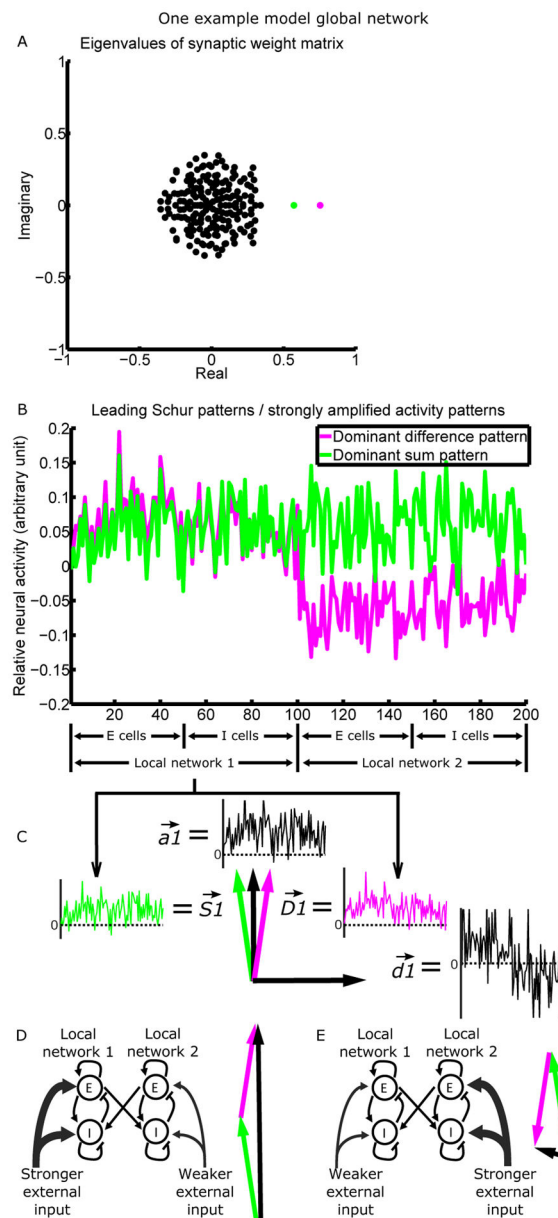 One example model global network
A
Eigenvalues of synaptic weight matrix
1
0.5
0
−0.5
−1
Imaginary
−1
−0.5
0
0.5
1
Real
B
Leading Schur patterns / strongly amplified activity patterns
Dominant difference pattern
Dominant sum pattern
0.2
0.15
0.10
0.05
0
−0.05
−0.1
−0.15
−0.2
Relative neural activity (arbitrary unit)
20 40 60 80 100 120 140 160 180 200
E cells I cells E cells I cells
Local network 1 Local network 2
C
a1 = 0
0 = S1
D1 = 0
d1 = 0
D
Local network 1
Local network 2
E E
I I
Stronger external input
Weaker external input
E
Local network 1
Local network 2
E E
I I
Weaker external input
Stronger external input